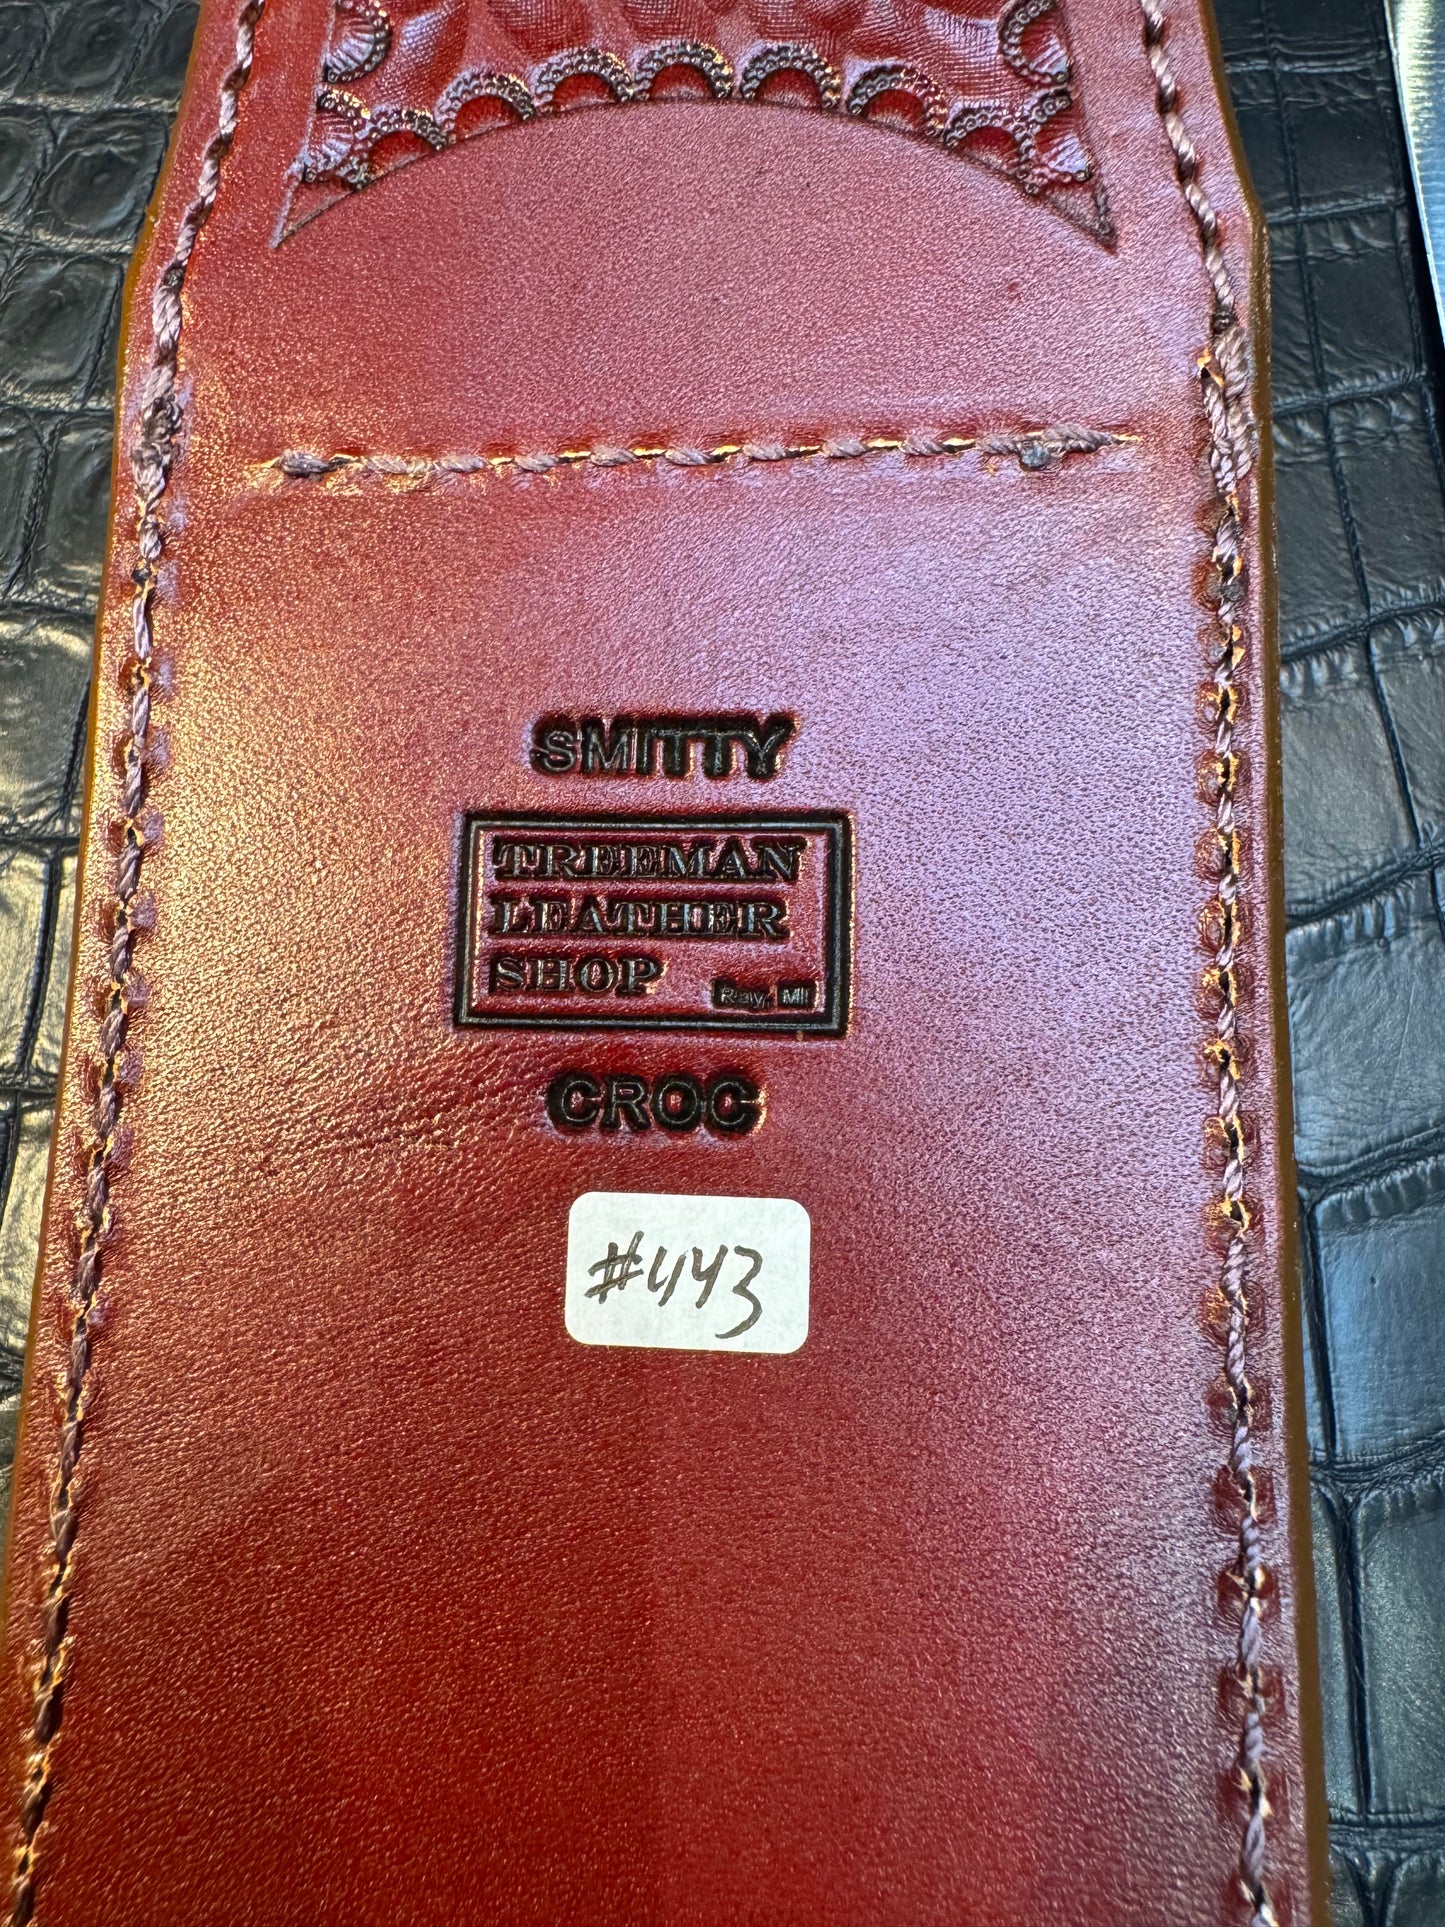 SMITTY
TREEMAN
LEATHER
SHOP Ray, MI
CROC
#443